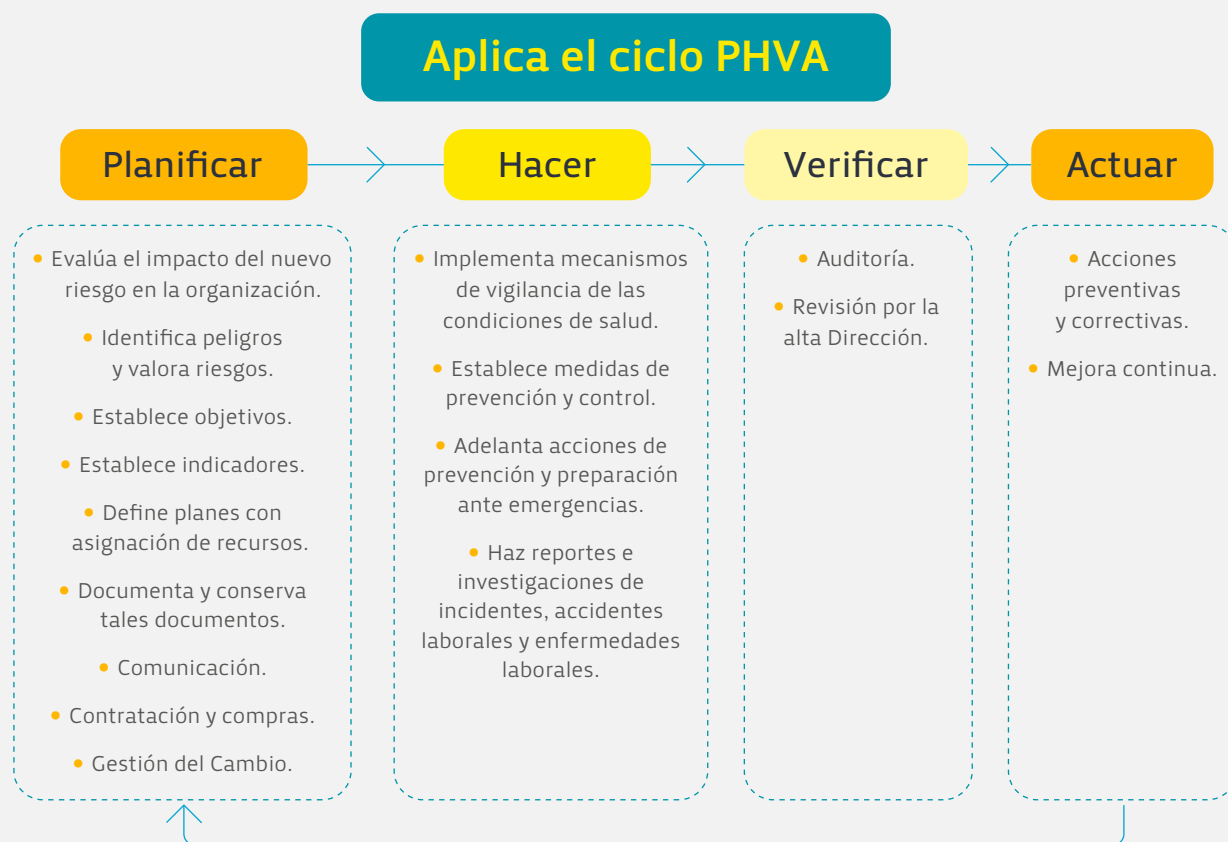 Aplica el ciclo PHVA
Planificar
• Evalúa el impacto del nuevo
riesgo en la organización.
• Identifica peligros
y valora riesgos.
• Establece objetivos.
• Establece indicadores.
• Define planes con
asignación de recursos.
• Documenta y conserva
tales documentos.
• Comunicación.
• Contratación y compras.
• Gestión del Cambio.
Hacer
• Implementa mecanismos
de vigilancia de las
condiciones de salud.
• Establece medidas de
prevención y control.
• Adelanta acciones de
prevención y preparación
ante emergencias.
• Haz reportes e
investigaciones de
incidentes, accidentes
laborales y enfermedades
laborales.
Verificar
• Auditoría.
• Revisión por la
alta Dirección.
Actuar
• Acciones
preventivas
y correctivas.
• Mejora continua.